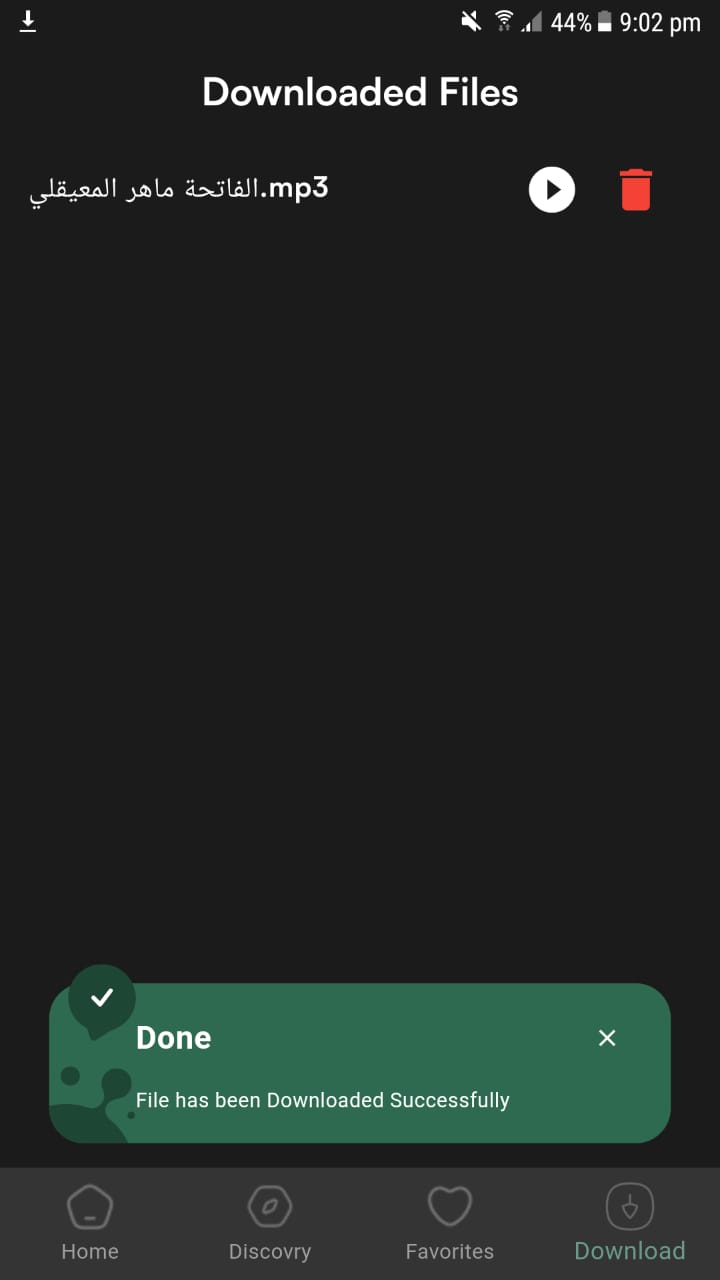 44% 9:02 pm
Downloaded Files
الفاتحة ماهر المعيقلي.mp3
Done
File has been Downloaded Successfully
Home Discovry Favorites Download